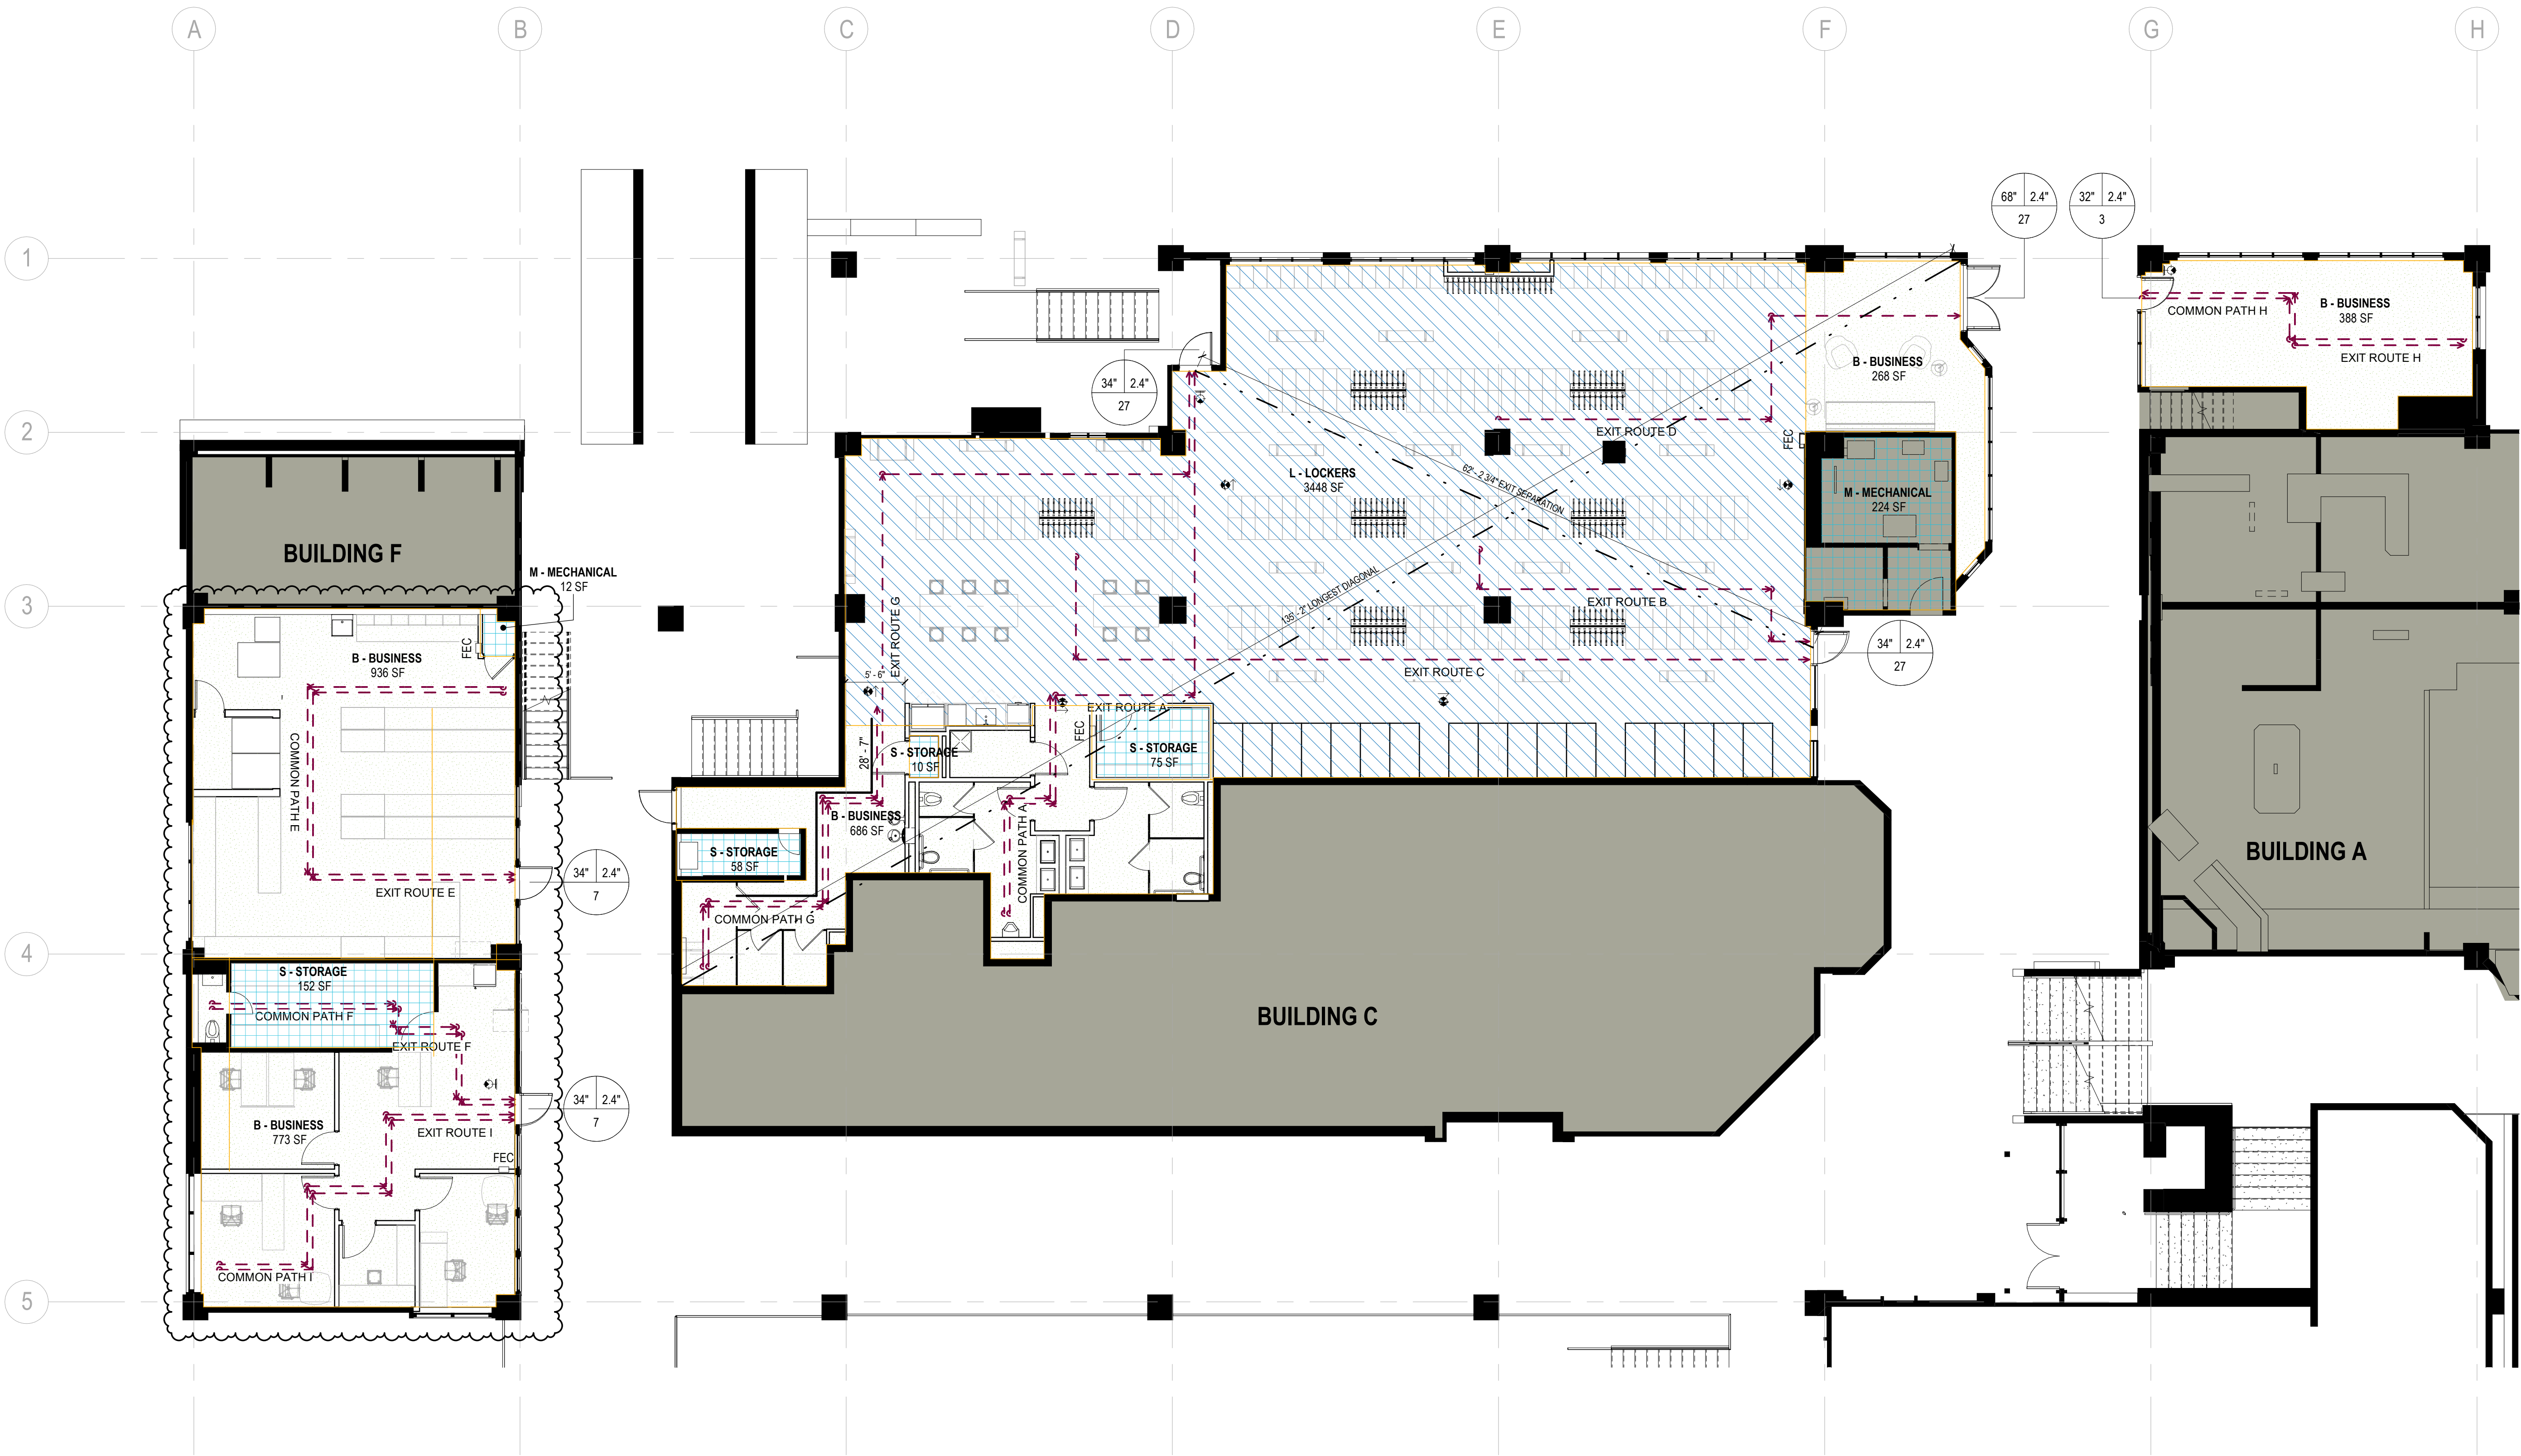 A
B
C
D
E
F
G
H
1
2
3
4
5
68" 2.4"
27
32" 2.4"
3
COMMON PATH H
B - BUSINESS
388 SF
EXIT ROUTE H
34" 2.4"
27
B - BUSINESS
268 SF
EXIT ROUTE D
FEC
L - LOCKERS
3448 SF
62' - 2 3/4" EXIT SEPARATION
M - MECHANICAL
224 SF
BUILDING F
M - MECHANICAL
12 SF
135' - 2" LONGEST DIAGONAL
EXIT ROUTE B
EXIT ROUTE G
34" 2.4"
27
FEC
B - BUSINESS
936 SF
5' - 6"
EXIT ROUTE C
EXIT ROUTE A
FEC
COMMON PATH E
28' - 7"
S - STORAGE
10 SF
S - STORAGE
75 SF
B - BUSINESS
686 SF
S - STORAGE
58 SF
COMMON PATH A
BUILDING A
EXIT ROUTE E
34" 2.4"
7
COMMON PATH G
S - STORAGE
152 SF
COMMON PATH F
BUILDING C
EXIT ROUTE F
34" 2.4"
7
B - BUSINESS
773 SF
EXIT ROUTE I
FEC
COMMON PATH I